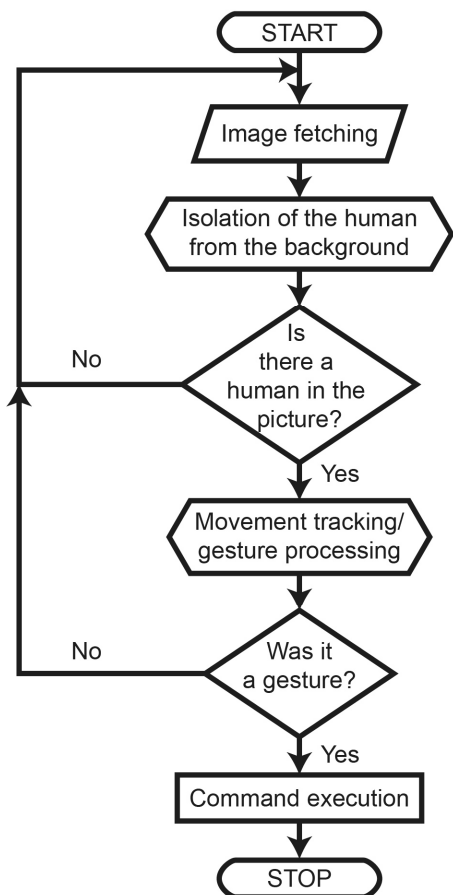 START
Image fetching
Isolation of the human
from the background
Is
there a
human in the
picture?
No
Yes
Movement tracking/
gesture processing
Was it
a gesture?
No
Yes
Command execution
STOP